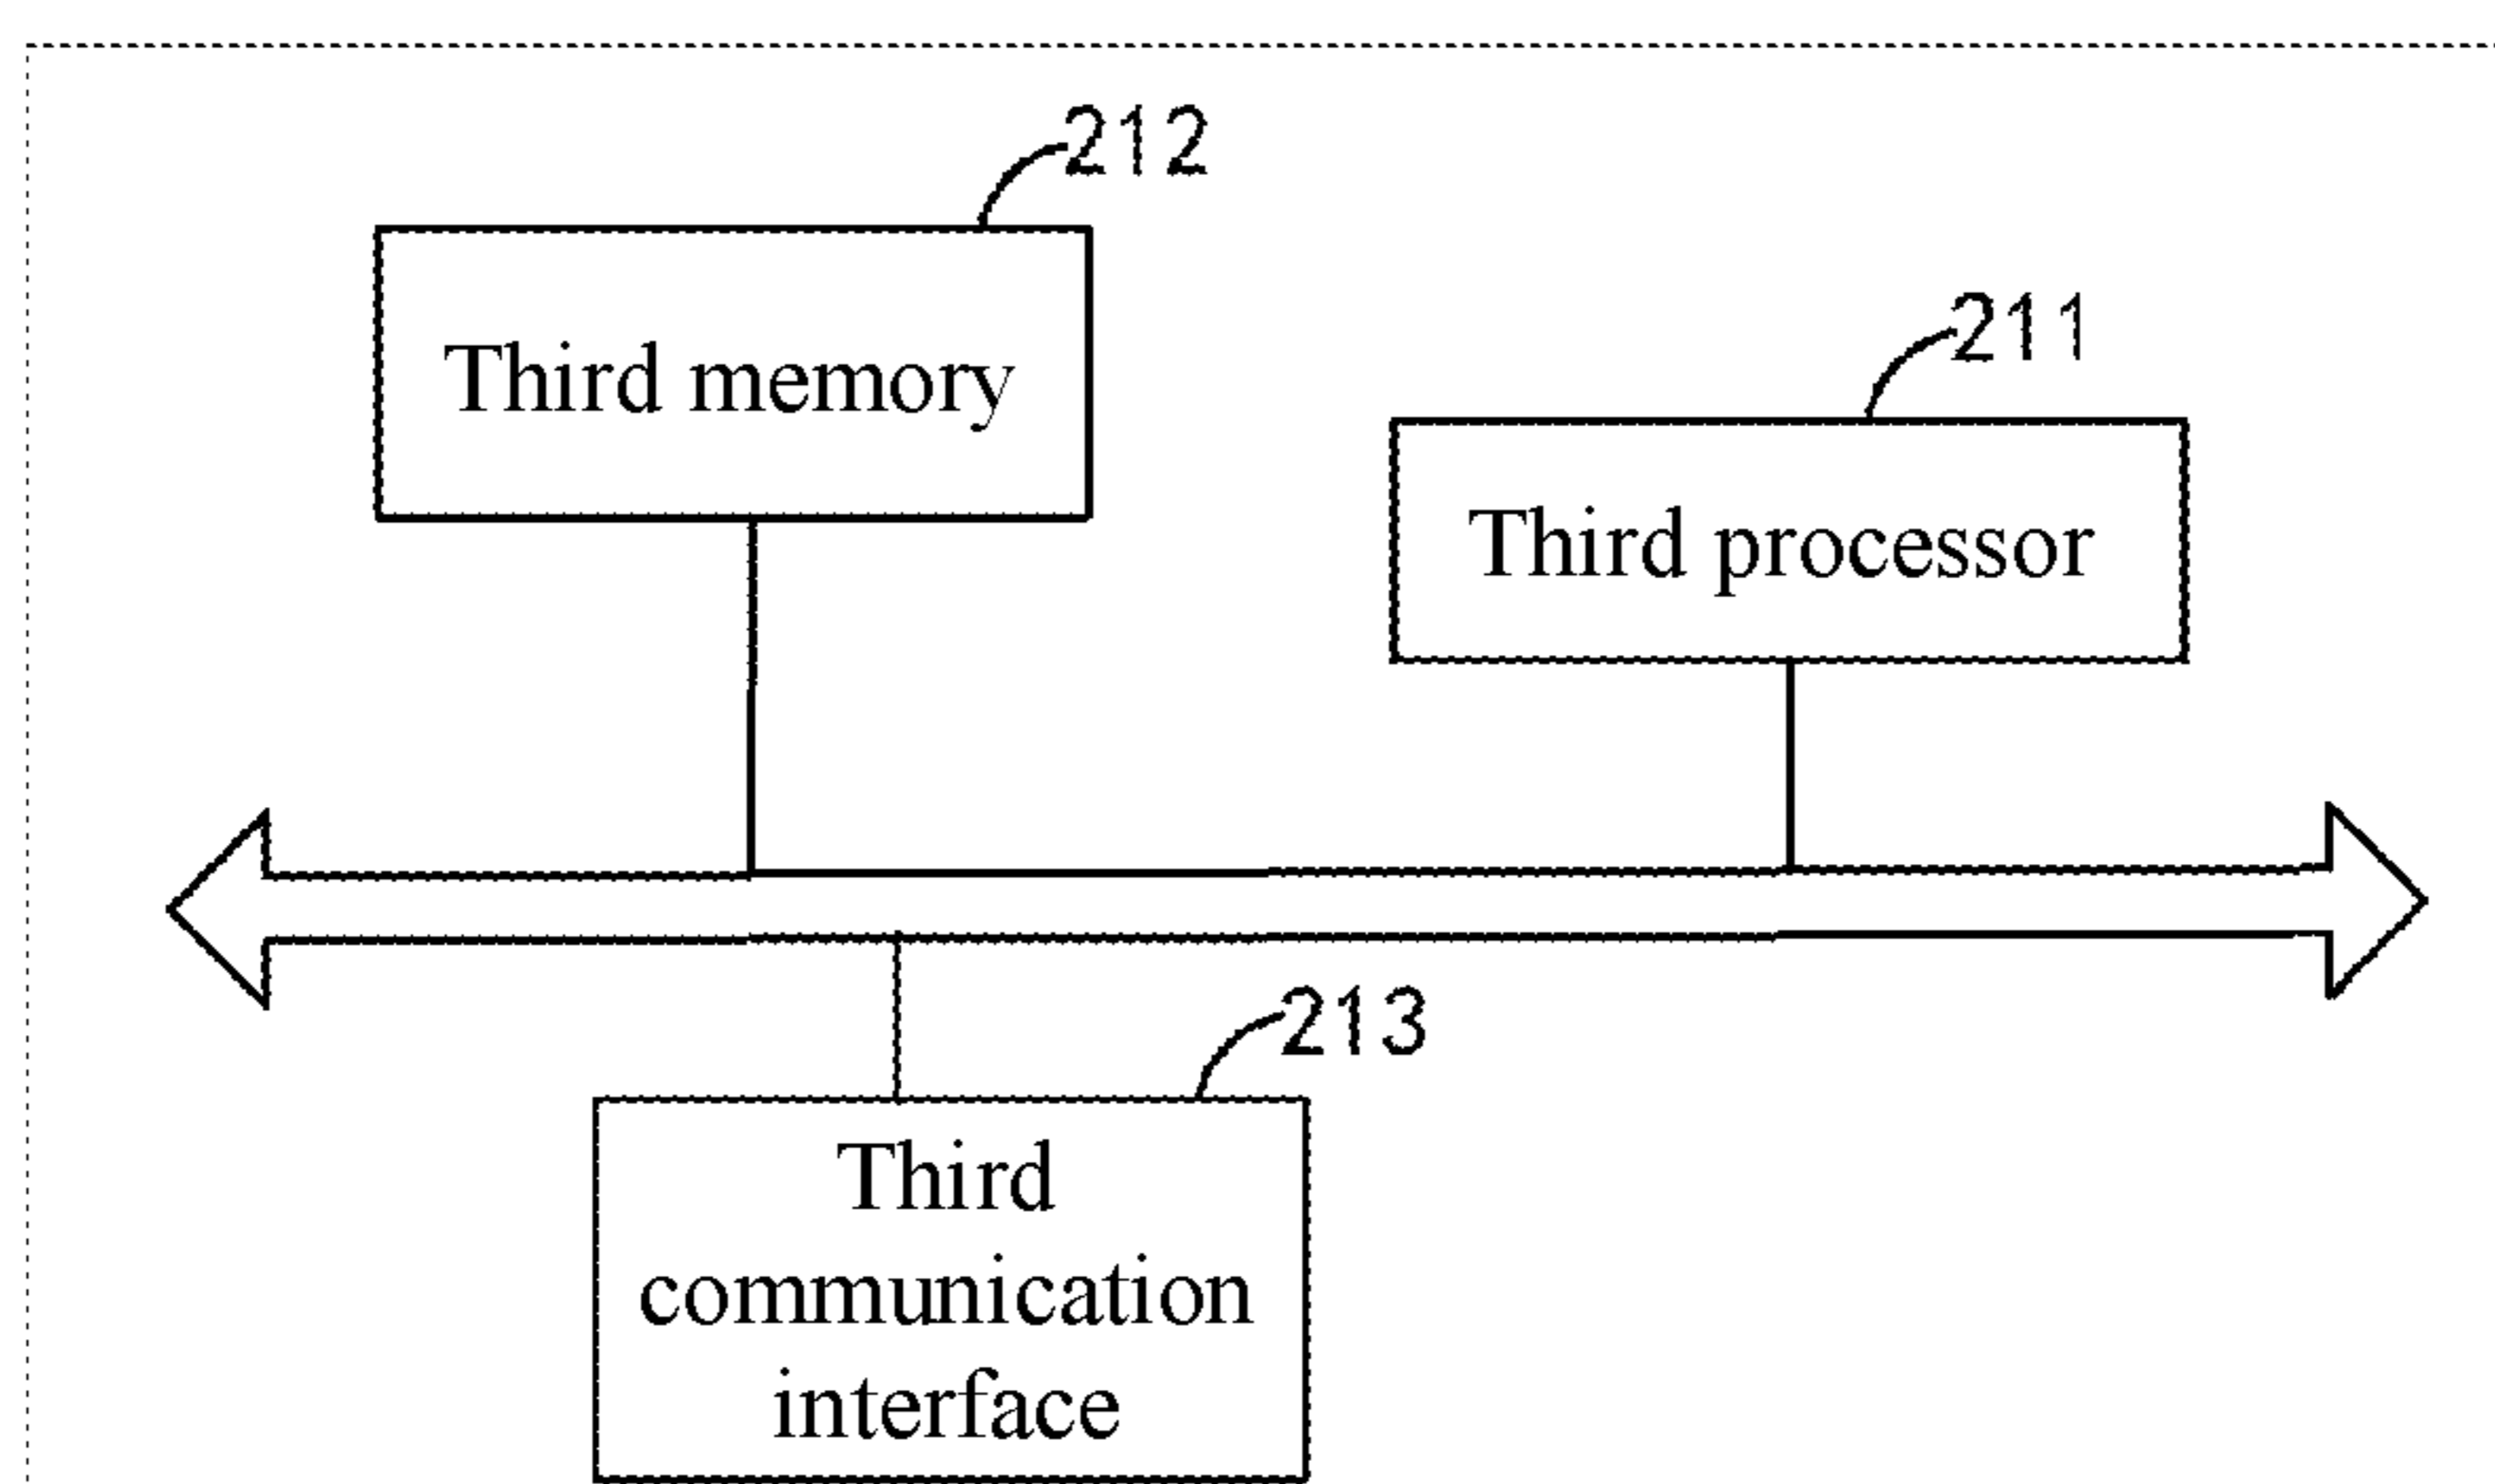 212
Third memory
211
Third processor
213
Third
communication
interface